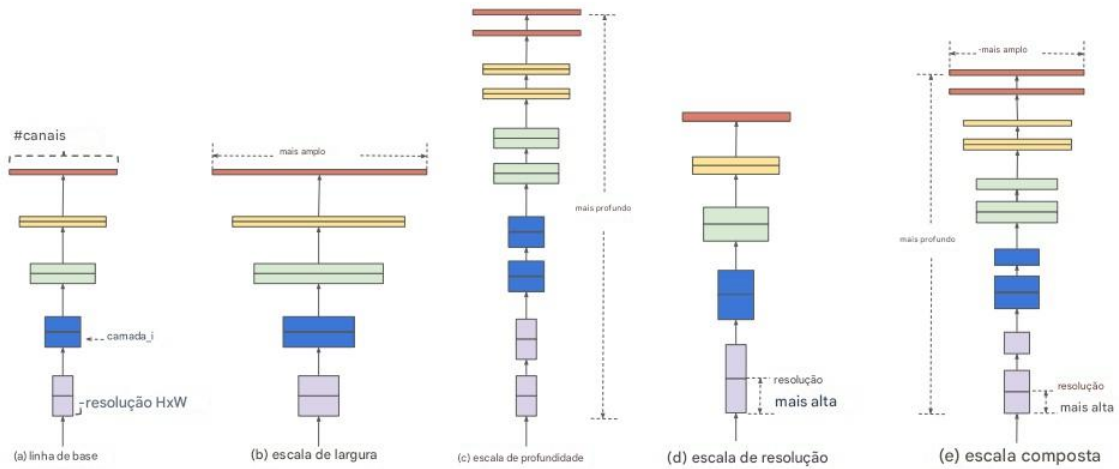 #canais
camada_i
-resolução HxW
(a) linha de base
mais amplo
(b) escala de largura
mais profundo
(c) escala de profundidade
resolução
mais alta
(d) escala de resolução
-mais amplo
mais profundo
resolução
mais alta
(e) escala composta